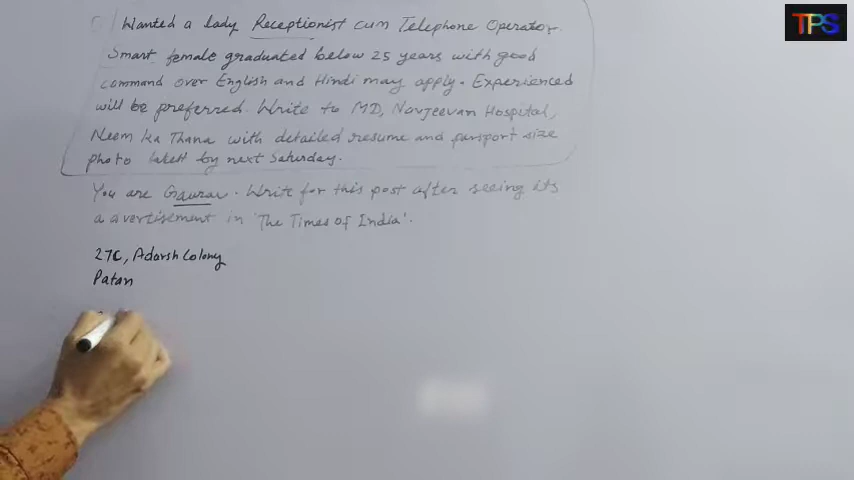 TPS
Wanted a lady Receptionist cum Telephone Operator.
Smart female graduated below 25 years with good
command over English and Hindi may apply. Experienced
will be preferred. Write to MD, Navjeevan Hospital,
Neem Ka Thana with detailed resume and passport size
photo latest by next Saturday.
You are Gaurav. Write for this post after seeing its
a avertisement in 'The Times of India'.
27C, Adarsh Colony
Patan